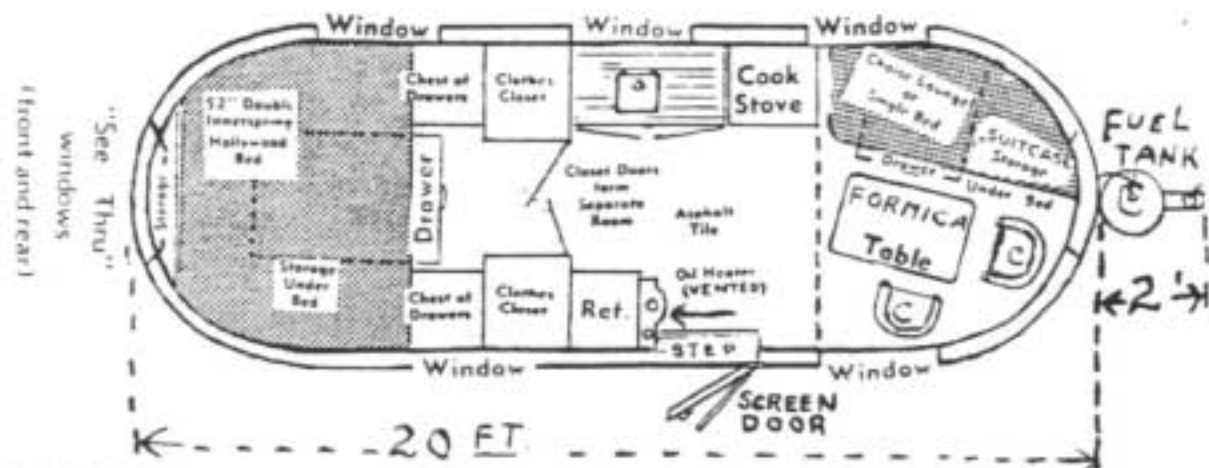 Window
Window
Window
"See Thru"
windows
(front and rear)
Storage
52" Double
Innerspring
Hollywood
Bed
Storage
Under
Bed
Chest of
Drawers
Clothes
Closet
Drawer
Cook
Stove
Closet Doors
form
Separate
Room
Asphalt
Tile
Oil Heater
(VENTED)
Chest of
Drawers
Clothes
Closet
Ref.
STEP
SCREEN
DOOR
Single Bed
SUITCASE
Storage
Drawer Under Bed
FORMICA
Table
C
C
FUEL
TANK
2'
Window
Window
20 FT.